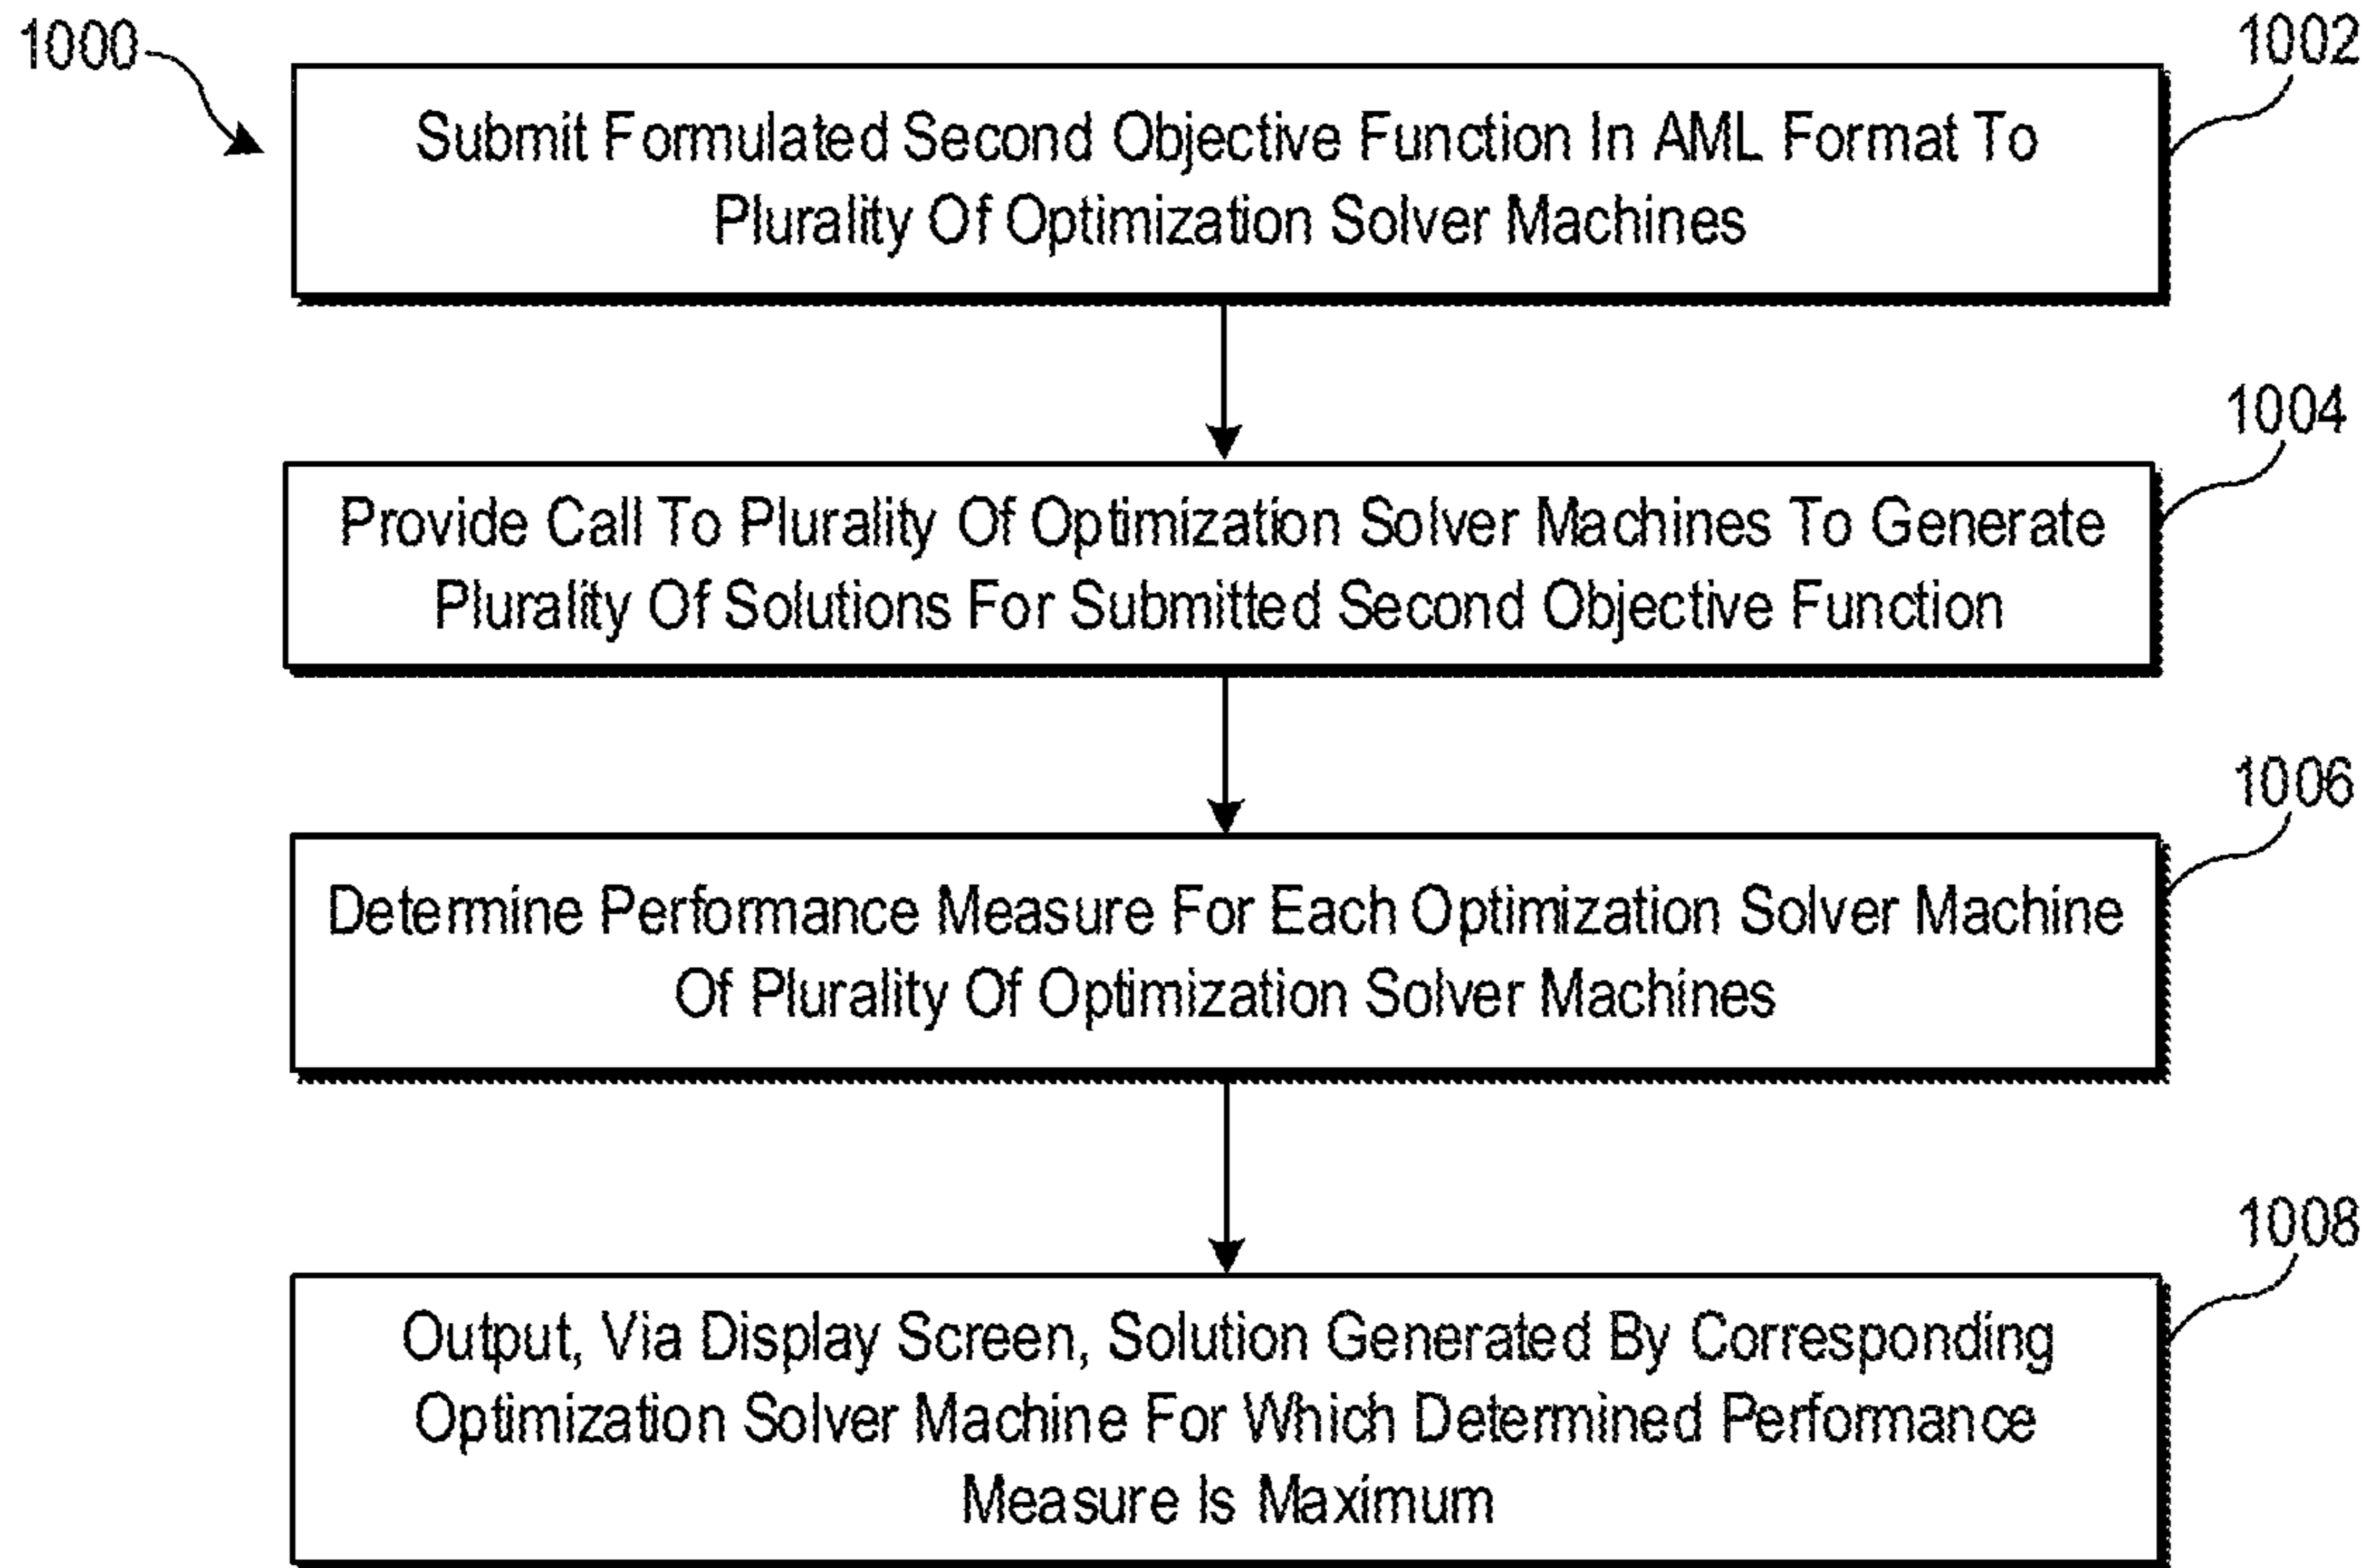 1000
1002
Submit Formulated Second Objective Function In AML Format To
Plurality Of Optimization Solver Machines
1004
Provide Call To Plurality Of Optimization Solver Machines To Generate
Plurality Of Solutions For Submitted Second Objective Function
1006
Determine Performance Measure For Each Optimization Solver Machine
Of Plurality Of Optimization Solver Machines
1008
Output, Via Display Screen, Solution Generated By Corresponding
Optimization Solver Machine For Which Determined Performance
Measure Is Maximum